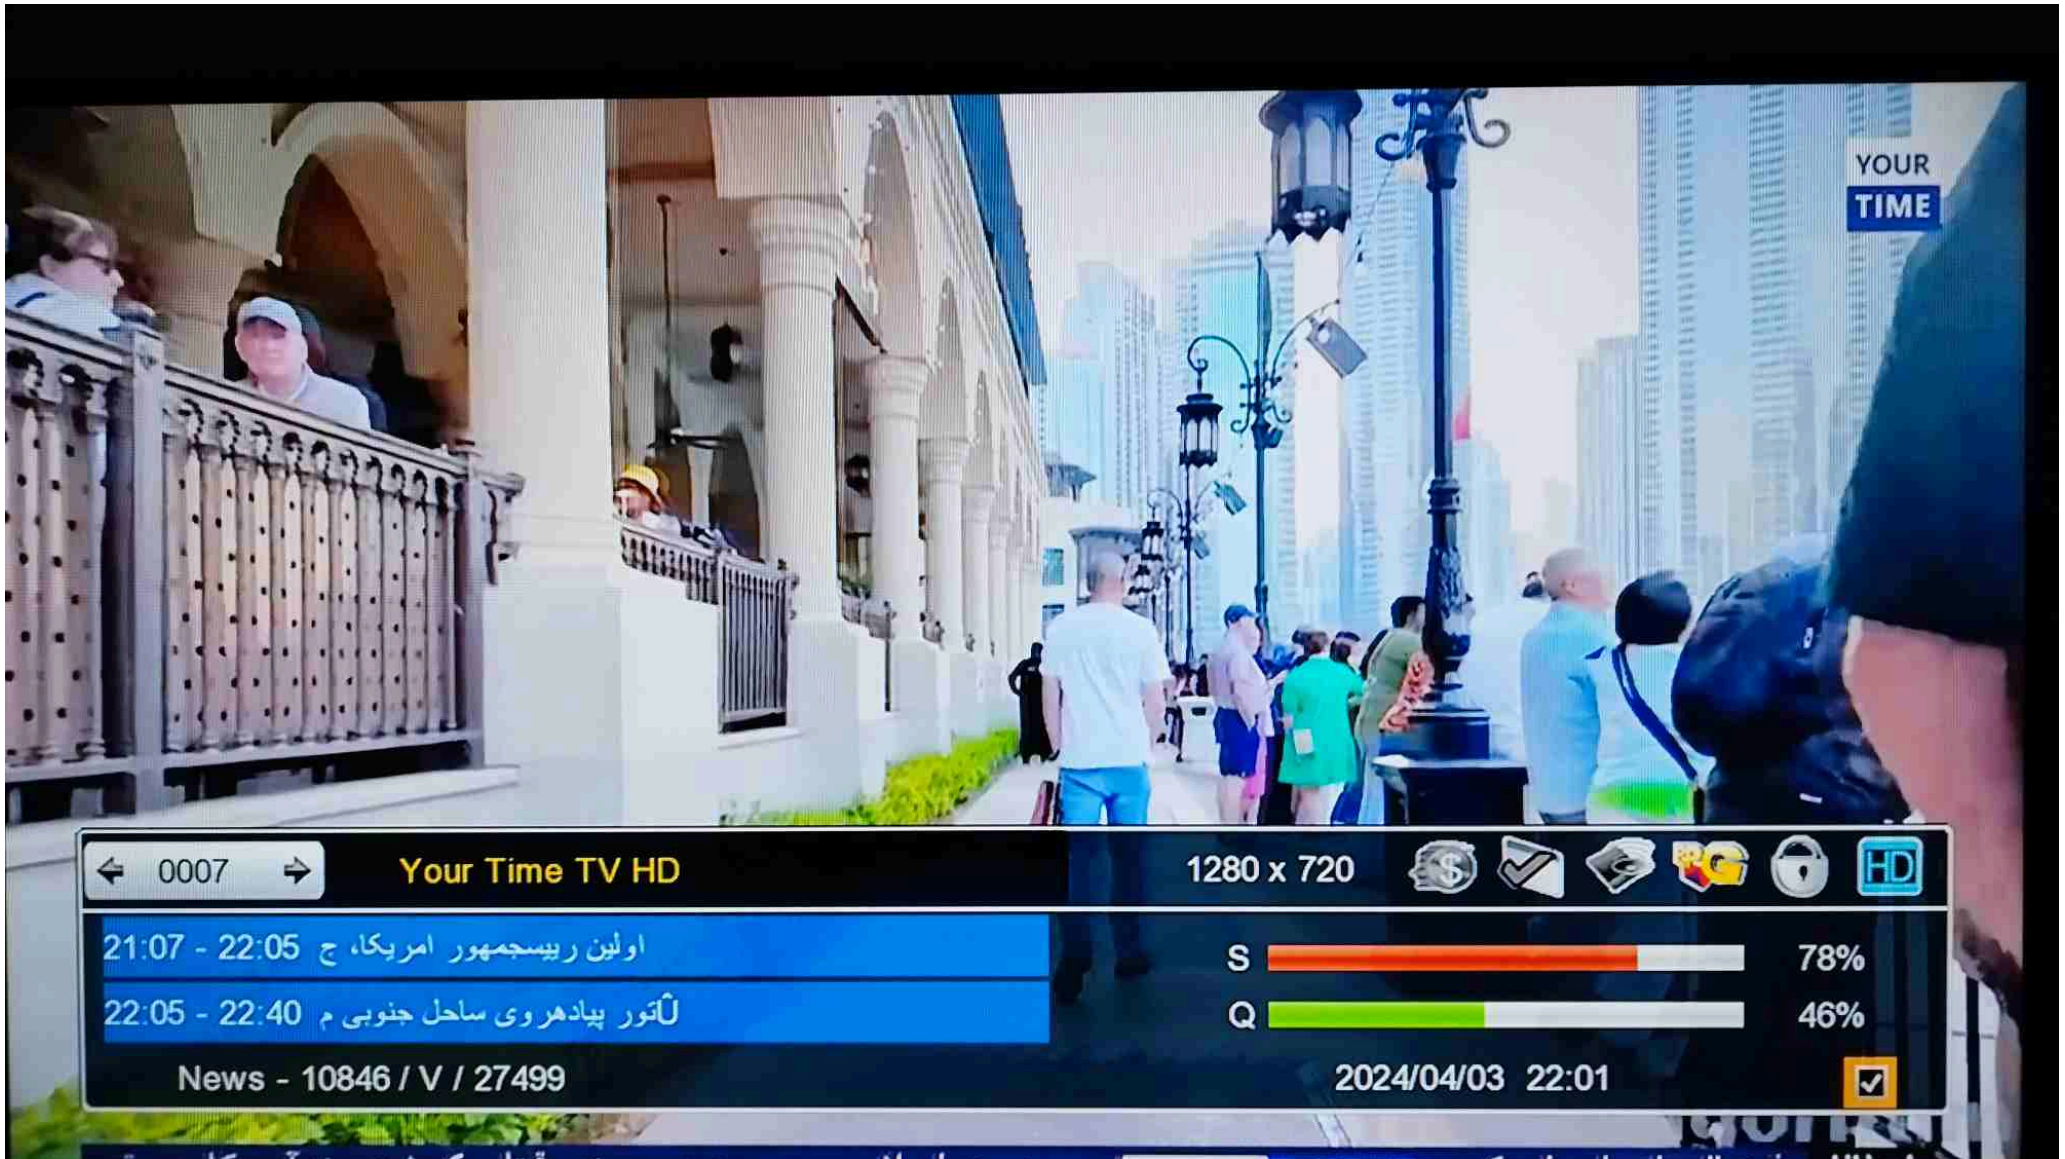 YOUR
TIME
0007
Your Time TV HD
1280 x 720
HD
21:07 - 22:05 اولین رییسجمهور امریکا، ج
S
78%
22:05 - 22:40 Ûتور پیادهروی ساحل جنوبی م
Q
46%
News - 10846 / V / 27499
2024/04/03 22:01